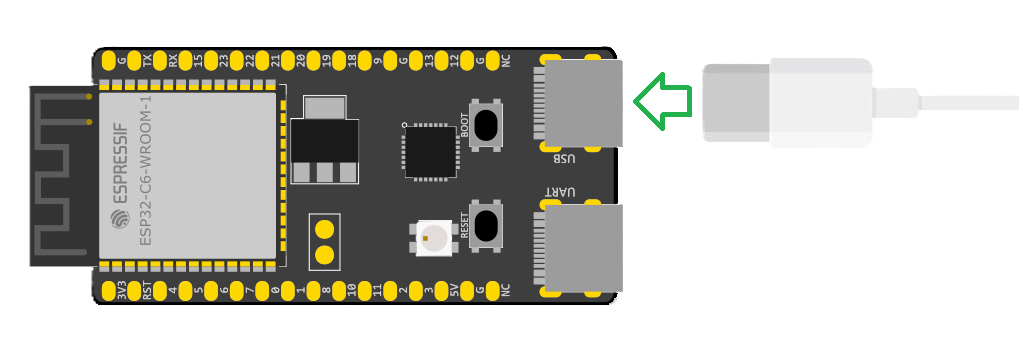 G TX RX 15 23 22 21 20 19 18 9 G 13 12 G NC
BOOT
USB
ESPRESSIF
ESP32-C6-WROOM-1
UART
RESET
3V3 RST 4 5 6 7 0 1 8 10 11 2 3 5V G NC